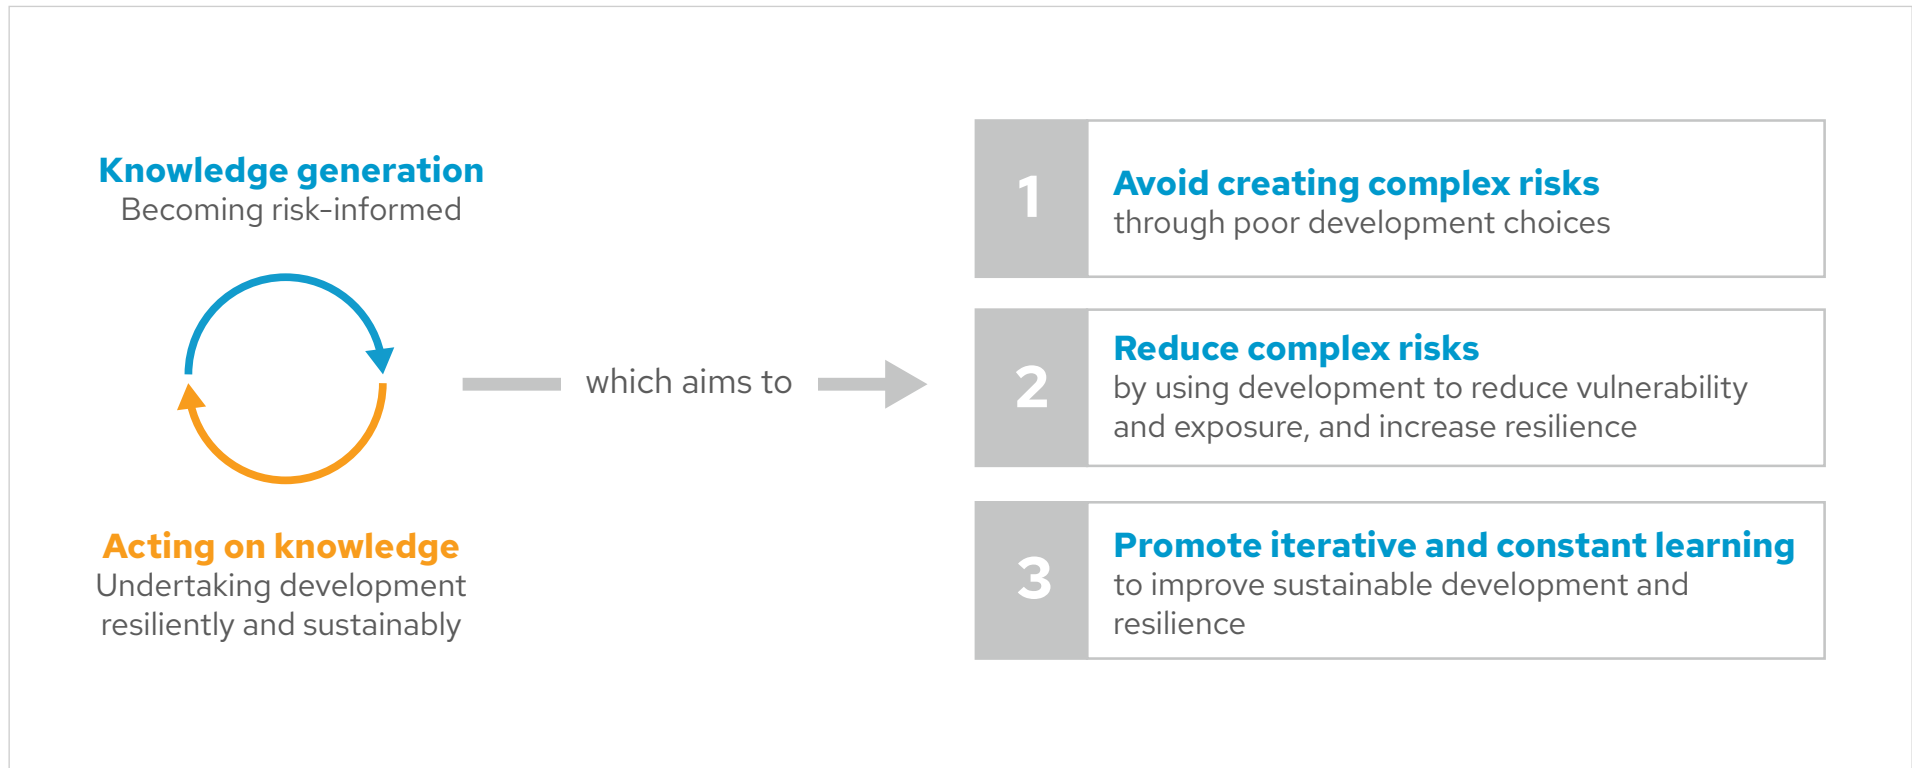 Knowledge generation
Becoming risk-informed
Acting on knowledge
Undertaking development
resiliently and sustainably
which aims to
1
Avoid creating complex risks
through poor development choices
2
Reduce complex risks
by using development to reduce vulnerability
and exposure, and increase resilience
3
Promote iterative and constant learning
to improve sustainable development and
resilience